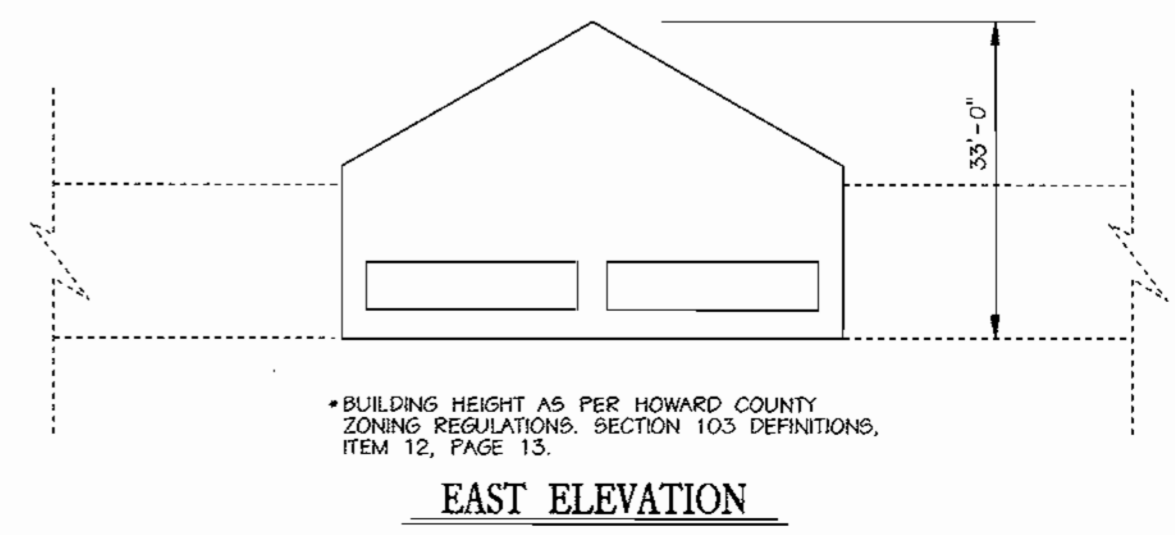 33'-0"
*BUILDING HEIGHT AS PER HOWARD COUNTY
ZONING REGULATIONS. SECTION 103 DEFINITIONS,
ITEM 12, PAGE 13.
EAST ELEVATION